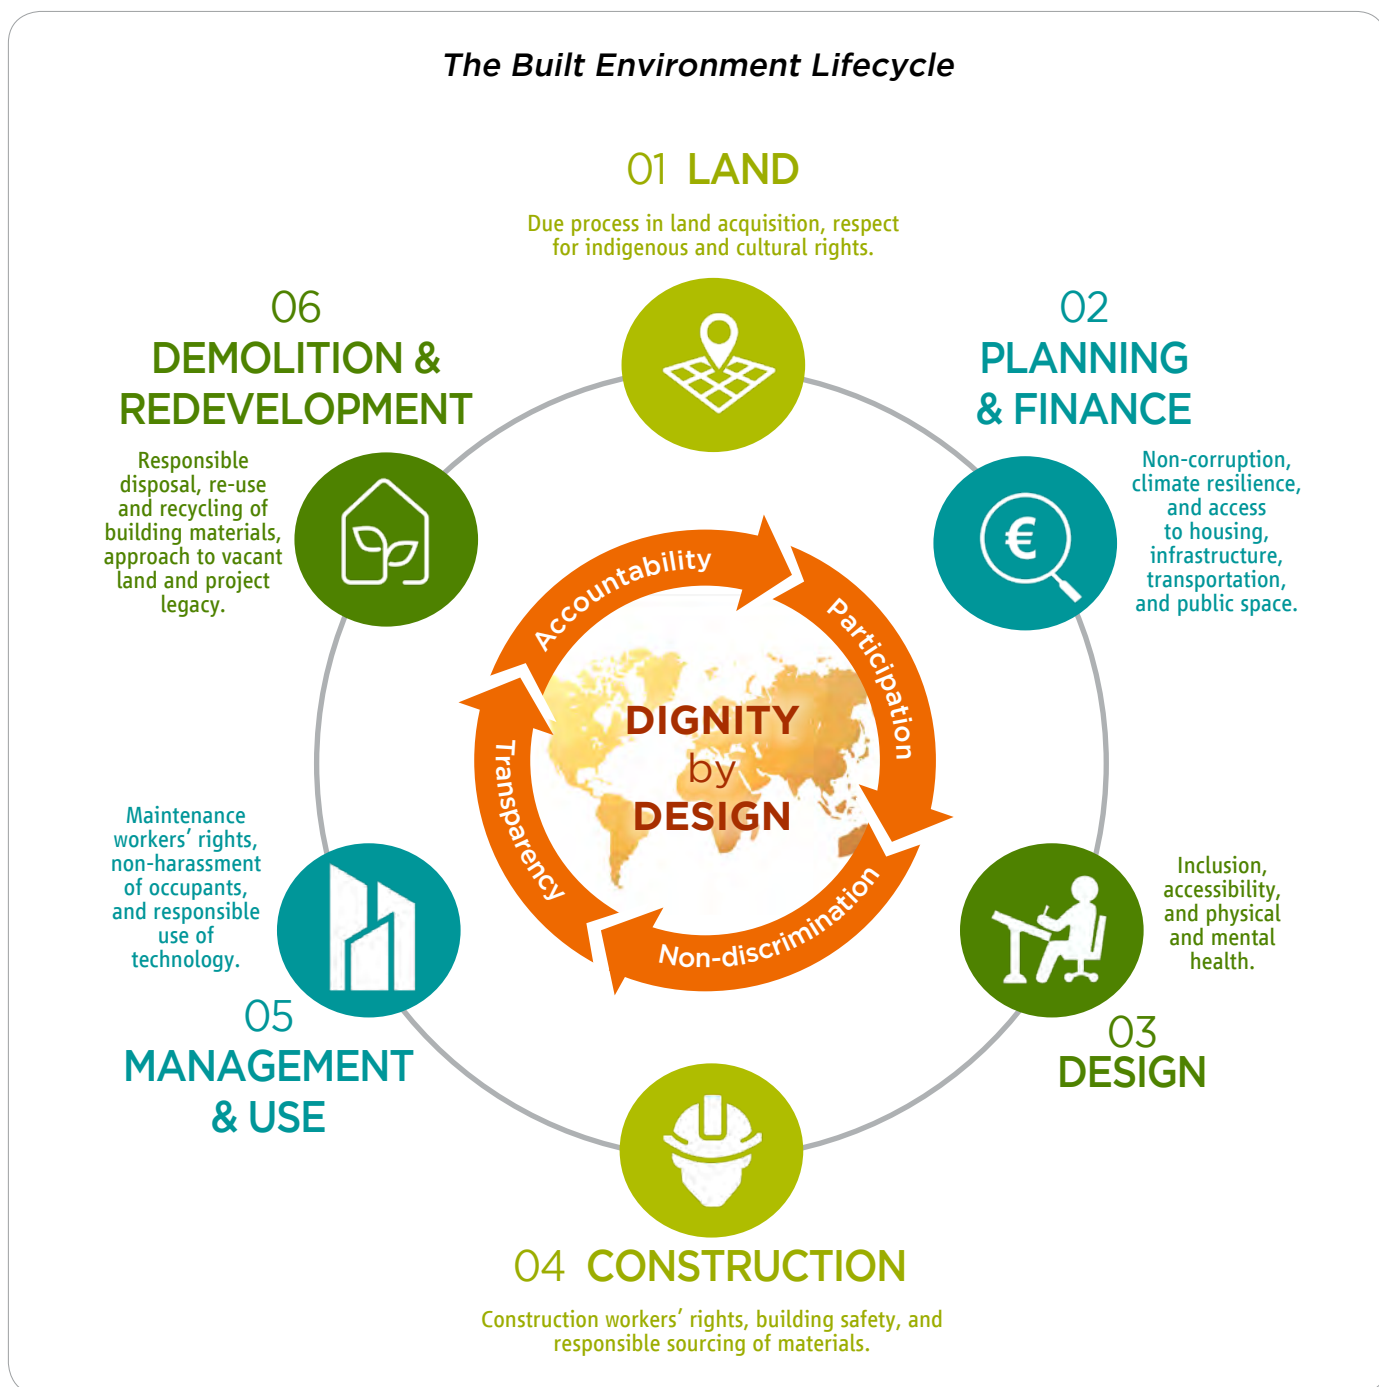 The Built Environment Lifecycle
01 LAND
Due process in land acquisition, respect
for indigenous and cultural rights.
02
PLANNING
& FINANCE
Non-corruption,
climate resilience,
and access
to housing,
infrastructure,
transportation,
and public space.
€
03
DESIGN
Inclusion,
accessibility,
and physical
and mental
health.
04 CONSTRUCTION
Construction workers’ rights, building safety, and
responsible sourcing of materials.
05
MANAGEMENT
& USE
Maintenance
workers’ rights,
non-harassment
of occupants,
and responsible
use of
technology.
06
DEMOLITION &
REDEVELOPMENT
Responsible
disposal, re-use
and recycling of
building materials,
approach to vacant
land and project
legacy.
Accountability
Participation
Non-discrimination
Transparency
DIGNITY
by
DESIGN